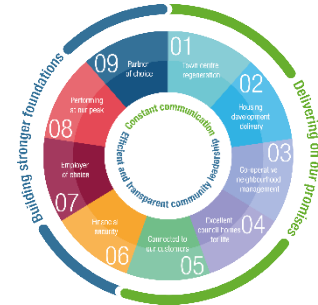 Building stronger foundations
Delivering on our promises
Constant communication
Efficient and transparent community leadership
01
Town centre
regeneration
02
Housing
development
delivery
03
Co-operative
neighbourhood
management
04
Excellent
council homes
for life
05
Connected to
our customers
06
Financial
security
07
Employer
of choice
08
Performing
at our peak
09
Partner
of choice